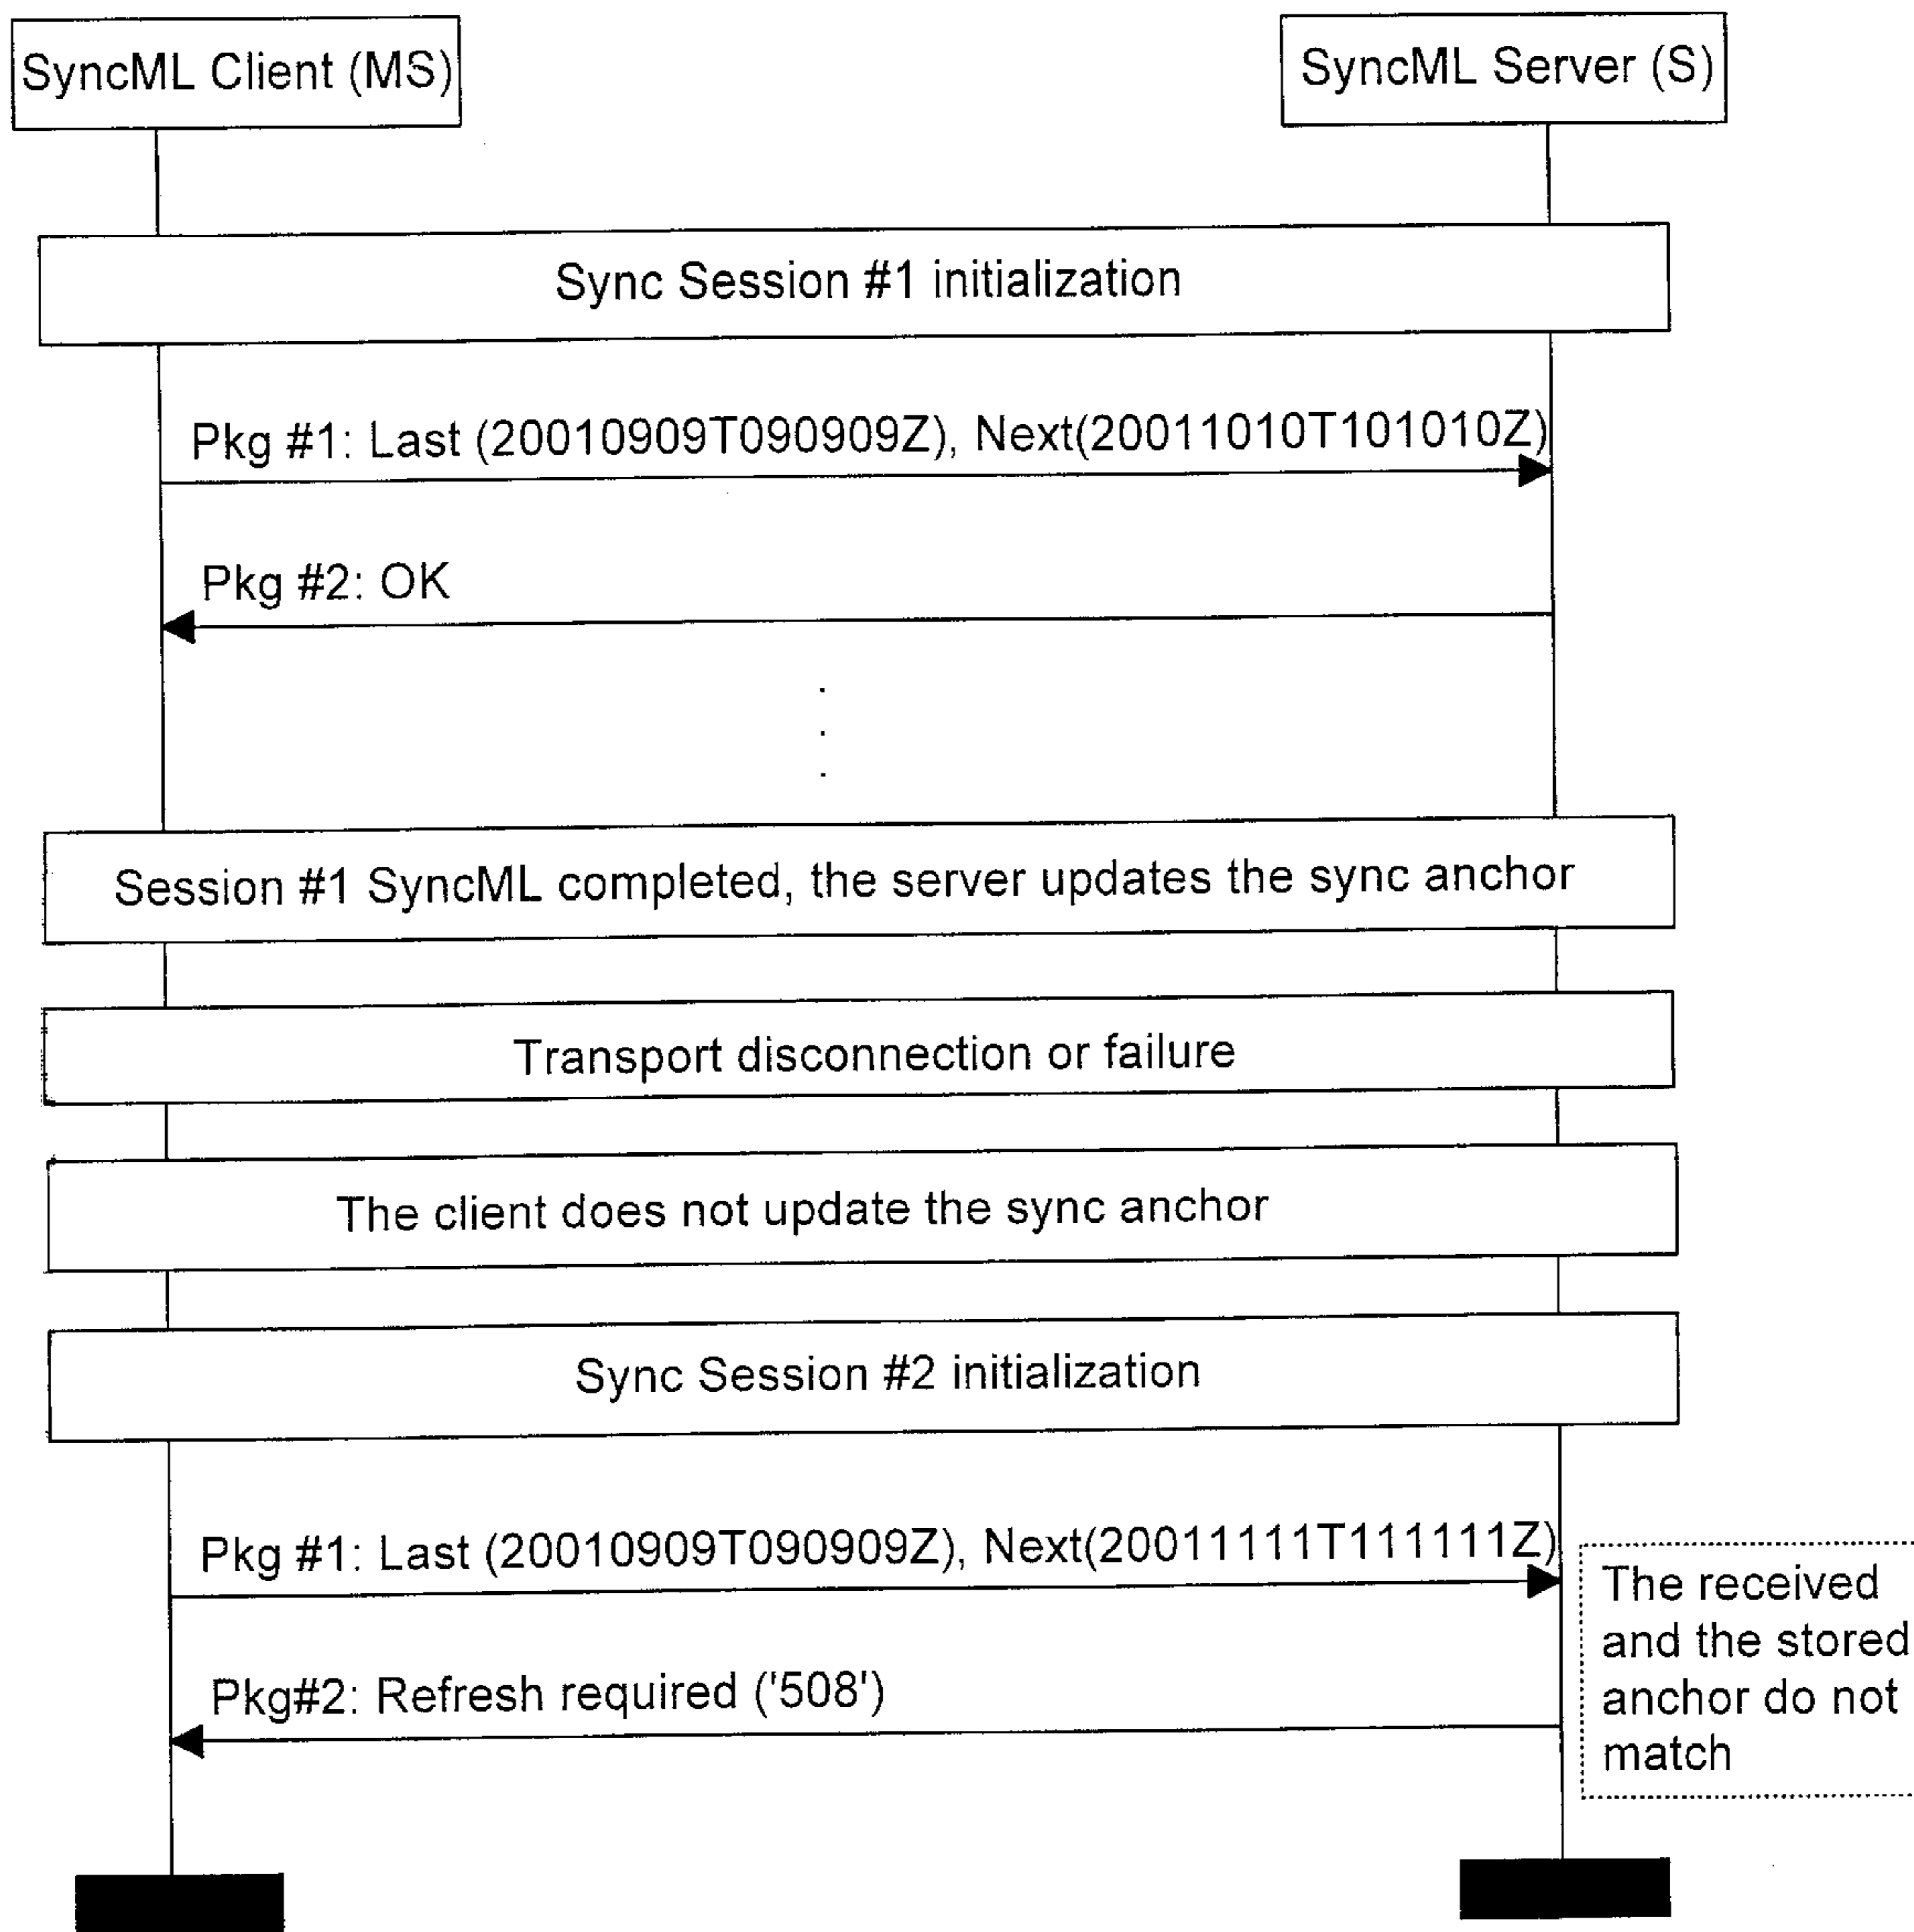 SyncML Client (MS)
SyncML Server (S)
Sync Session #1 initialization
Pkg #1: Last (20010909T090909Z), Next(20011010T101010Z)
Pkg #2: OK
Session #1 SyncML completed, the server updates the sync anchor
Transport disconnection or failure
The client does not update the sync anchor
Sync Session #2 initialization
Pkg #1: Last (20010909T090909Z), Next(20011111T111111Z)
The received
and the stored
anchor do not
match
Pkg#2: Refresh required ('508')